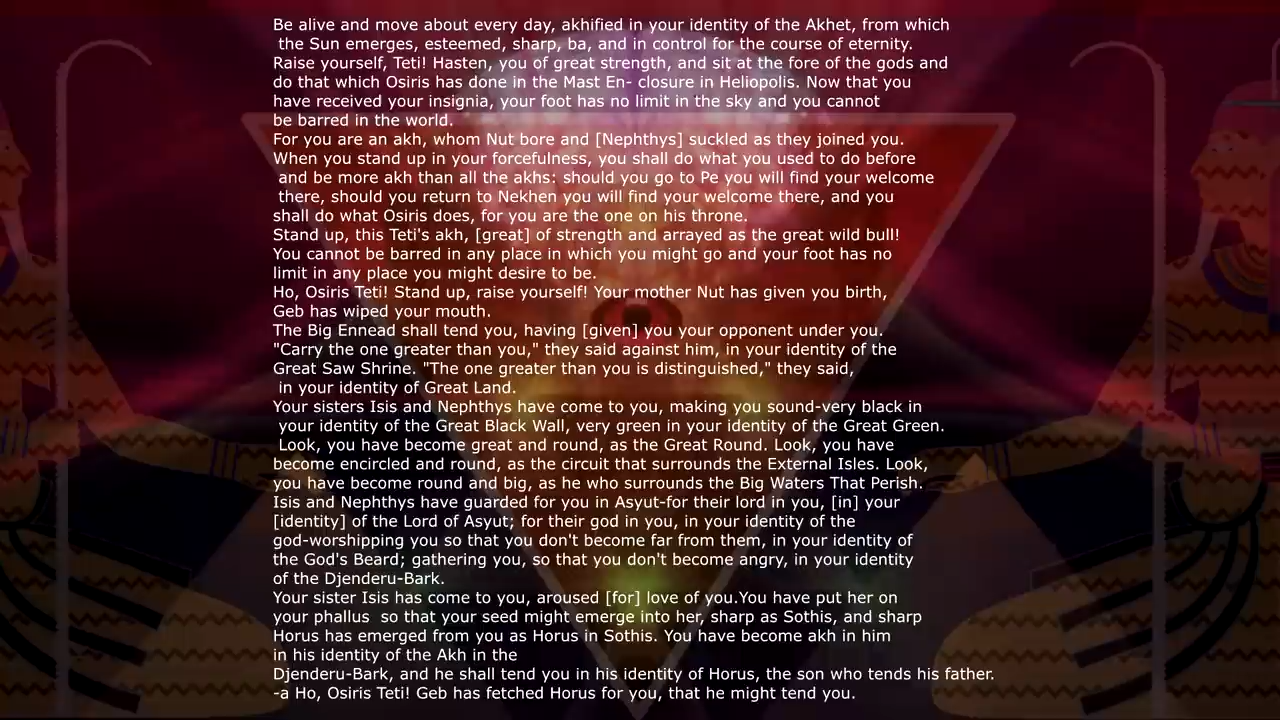 Be alive and move about every day, akhified in your identity of the Akhet, from which
the Sun emerges, esteemed, sharp, ba, and in control for the course of eternity.
Raise yourself, Teti! Hasten, you of great strength, and sit at the fore of the gods and
do that which Osiris has done in the Mast En- closure in Heliopolis. Now that you
have received your insignia, your foot has no limit in the sky and you cannot
be barred in the world.
For you are an akh, whom Nut bore and [Nephthys] suckled as they joined you.
When you stand up in your forcefulness, you shall do what you used to do before
and be more akh than all the akhs: should you go to Pe you will find your welcome
there, should you return to Nekhen you will find your welcome there, and you
shall do what Osiris does, for you are the one on his throne.
Stand up, this Teti's akh, [great] of strength and arrayed as the great wild bull!
You cannot be barred in any place in which you might go and your foot has no
limit in any place you might desire to be.
Ho, Osiris Teti! Stand up, raise yourself! Your mother Nut has given you birth,
Geb has wiped your mouth.
The Big Ennead shall tend you, having [given] you your opponent under you.
"Carry the one greater than you," they said against him, in your identity of the
Great Saw Shrine. "The one greater than you is distinguished," they said,
in your identity of Great Land.
Your sisters Isis and Nephthys have come to you, making you sound-very black in
your identity of the Great Black Wall, very green in your identity of the Great Green.
Look, you have become great and round, as the Great Round. Look, you have
become encircled and round, as the circuit that surrounds the External Isles. Look,
you have become round and big, as he who surrounds the Big Waters That Perish.
Isis and Nephthys have guarded for you in Asyut-for their lord in you, [in] your
[identity] of the Lord of Asyut; for their god in you, in your identity of the
god-worshipping you so that you don't become far from them, in your identity of
the God's Beard; gathering you, so that you don't become angry, in your identity
of the Djenderu-Bark.
Your sister Isis has come to you, aroused [for] love of you.You have put her on
your phallus  so that your seed might emerge into her, sharp as Sothis, and sharp
Horus has emerged from you as Horus in Sothis. You have become akh in him
in his identity of the Akh in the
Djenderu-Bark, and he shall tend you in his identity of Horus, the son who tends his father.
-a Ho, Osiris Teti! Geb has fetched Horus for you, that he might tend you.